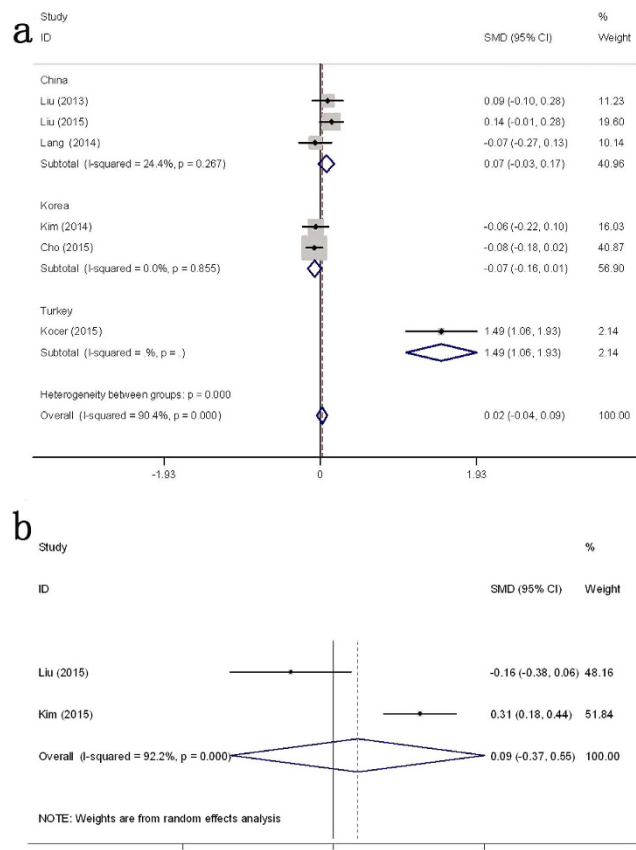 a
Study %
ID SMD (95% CI) Weight
China
Liu (2013) 0.09 (-0.10, 0.28) 11.23
Liu (2015) 0.14 (-0.01, 0.28) 19.60
Lang (2014) -0.07 (-0.27, 0.13) 10.14
Subtotal (I-squared = 24.4%, p = 0.267) 0.07 (-0.03, 0.17) 40.96
Korea
Kim (2014) -0.06 (-0.22, 0.10) 16.03
Cho (2015) -0.08 (-0.18, 0.02) 40.87
Subtotal (I-squared = 0.0%, p = 0.855) -0.07 (-0.16, 0.01) 56.90
Turkey
Kocer (2015) 1.49 (1.06, 1.93) 2.14
Subtotal (I-squared = .%, p = .) 1.49 (1.06, 1.93) 2.14
Heterogeneity between groups: p = 0.000
Overall (I-squared = 90.4%, p = 0.000) 0.02 (-0.04, 0.09) 100.00
-1.93 0 1.93
b
Study %
ID SMD (95% CI) Weight
Liu (2015) -0.16 (-0.38, 0.06) 48.16
Kim (2015) 0.31 (0.18, 0.44) 51.84
Overall (I-squared = 92.2%, p = 0.000) 0.09 (-0.37, 0.55) 100.00
NOTE: Weights are from random effects analysis